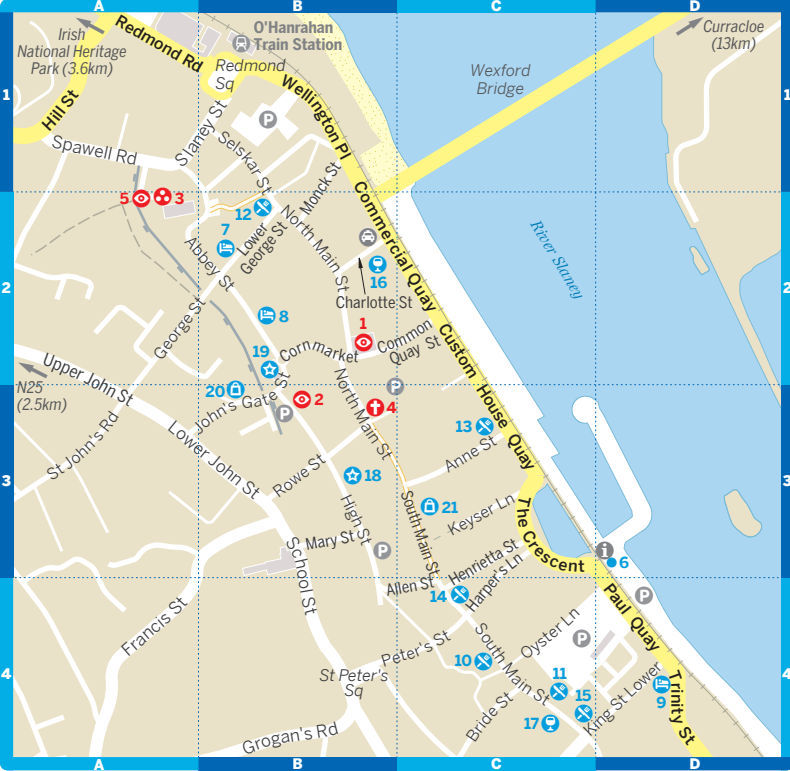 A
B
C
D
Redmond Rd
O'Hanrahan
Train Station
Curracloe
(13km)
Irish
National Heritage
Park (3.6km)
Redmond
Sq
Wexford
Bridge
1
1
Wellington Pl
Hill St
P
Slaney St
Selskar St
Spawell Rd
Monck St
5
3
12
Commercial Quay
North Main St
7
Lower
George St
River Slaney
Abbey St
16
2
2
Charlotte St
8
1
George St
Common
Quay St
Custom House Quay
Cornmarket
19
Upper John St
N25
(2.5km)
20
John's Gate St
2
P
P
North Main St
4
13
St John's Rd
Lower John St
Anne St
Rowe St
18
3
3
High St
South Main St
21
Keyser Ln
The Crescent
Mary St
P
School St
Henrietta St
i
6
Allen St
Harper's Ln
14
Paul Quay
P
Francis St
Oyster Ln
P
South Main St
Peter's St
10
4
4
St Peter's
Sq
11
15
9
King St Lower
Trinity St
Bride St
17
Grogan's Rd
A
B
C
D